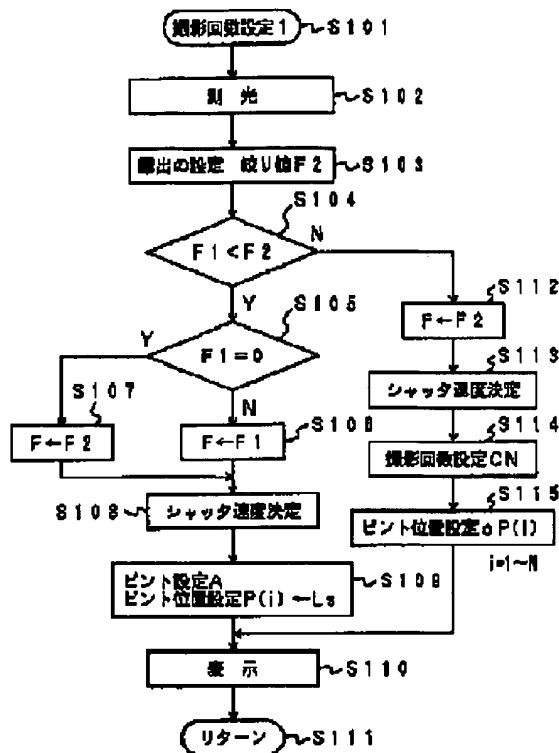 撮影回数設定1 S101
測 光 S102
露出の設定 絞り値F2 S103
S104
F1<F2 N
Y
S105
Y F1=0
N
S112
F←F2
S113
シャッタ速度決定
S107
F←F2
S106
F←F1
S114
撮影回数設定CN
S108 シャッタ速度決定
S115
ピント位置設定 P(i)
i=1~N
ピント設定A
ピント位置設定P(i)←Ls
S109
表 示 S110
リターン S111